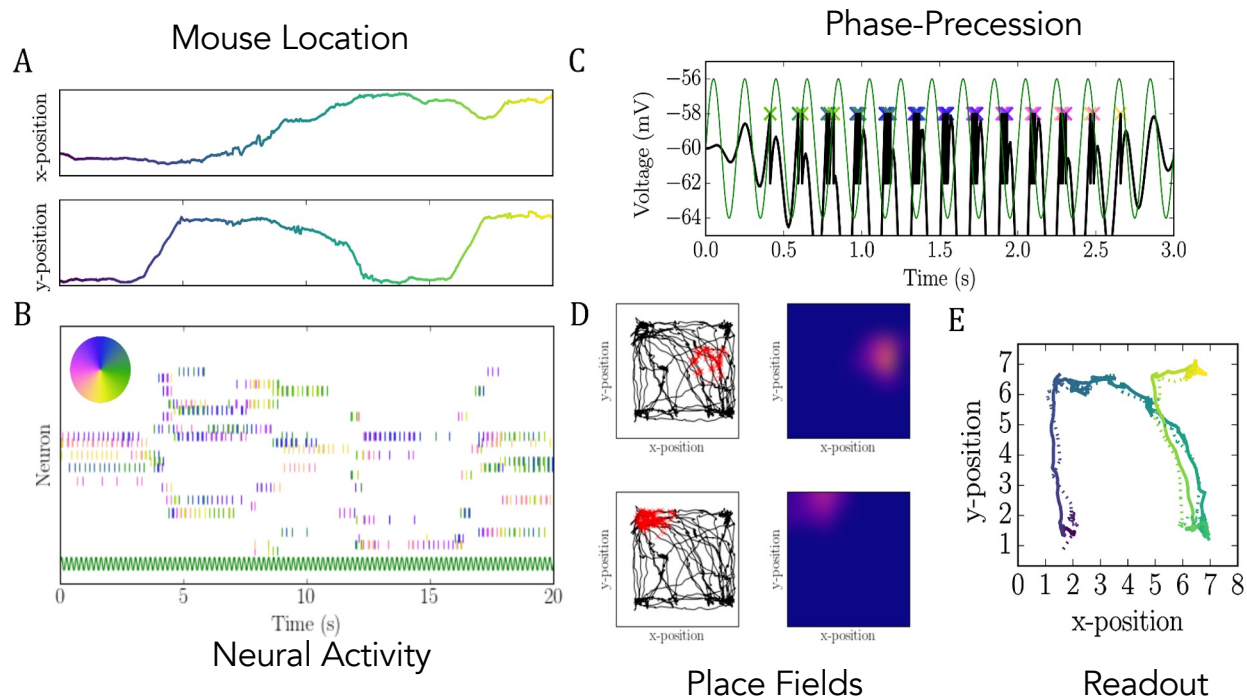 Mouse Location
Phase-Precession
A
x-position
y-position
C
Voltage (mV)
−56
−58
−60
−62
−64
0.0 0.5 1.0 1.5 2.0 2.5 3.0
Time (s)
B
Neuron
0 5 10 15 20
Time (s)
Neural Activity
D
y-position
x-position
y-position
x-position
y-position
x-position
y-position
x-position
Place Fields
E
y-position
7
6
5
4
3
2
1
0 1 2 3 4 5 6 7 8
x-position
Readout